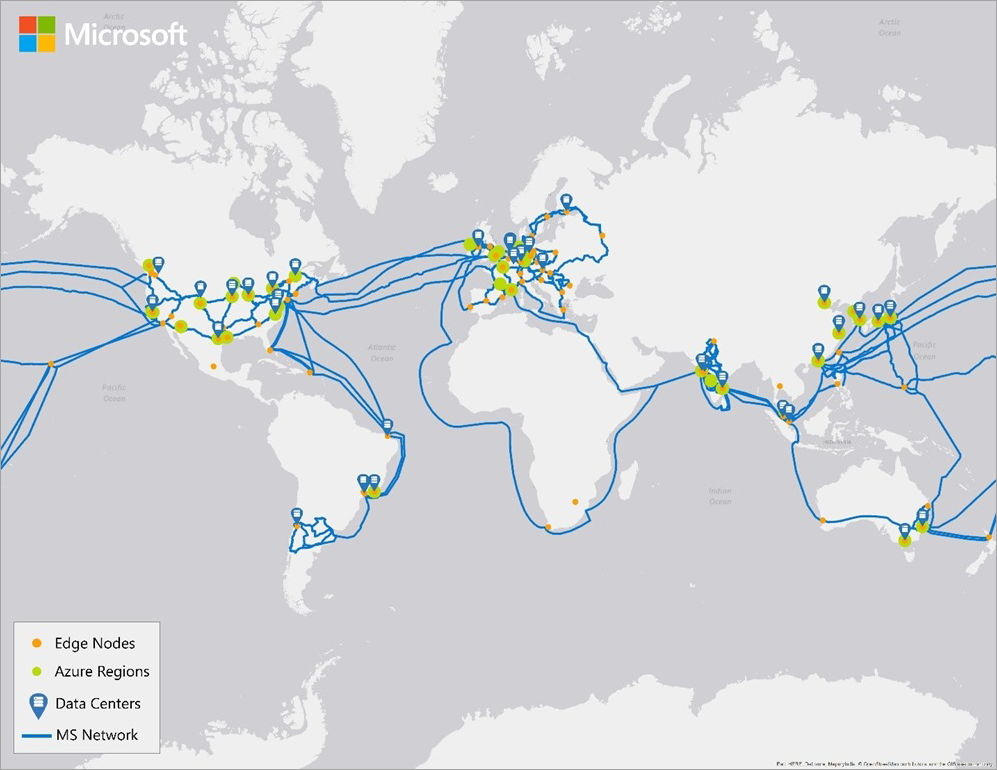 Arctic
Ocean
Microsoft
Arctic
Ocean
Atlantic
Ocean
Pacific
Ocean
Pacific
Ocean
Indian
Ocean
Edge Nodes
Azure Regions
Data Centers
MS Network